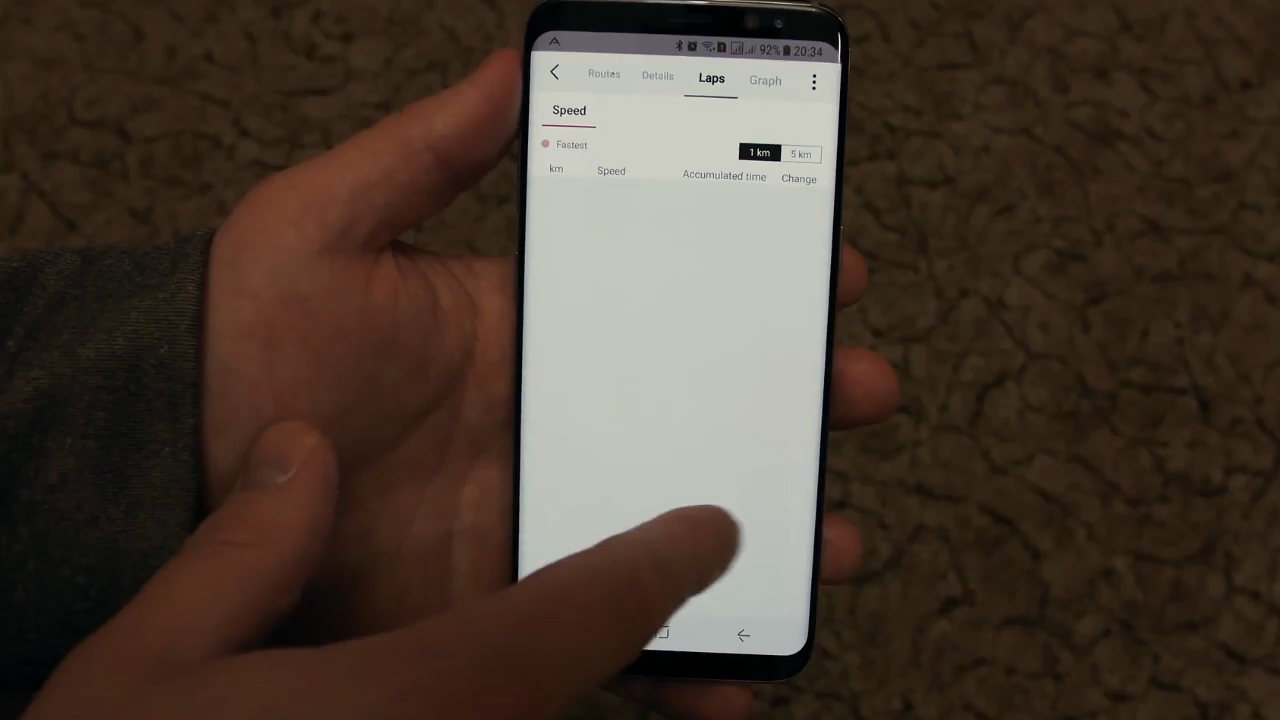 92% 20:34
Routes Details Laps Graph
Speed
Fastest
1 km 5 km
km Speed Accumulated time Change